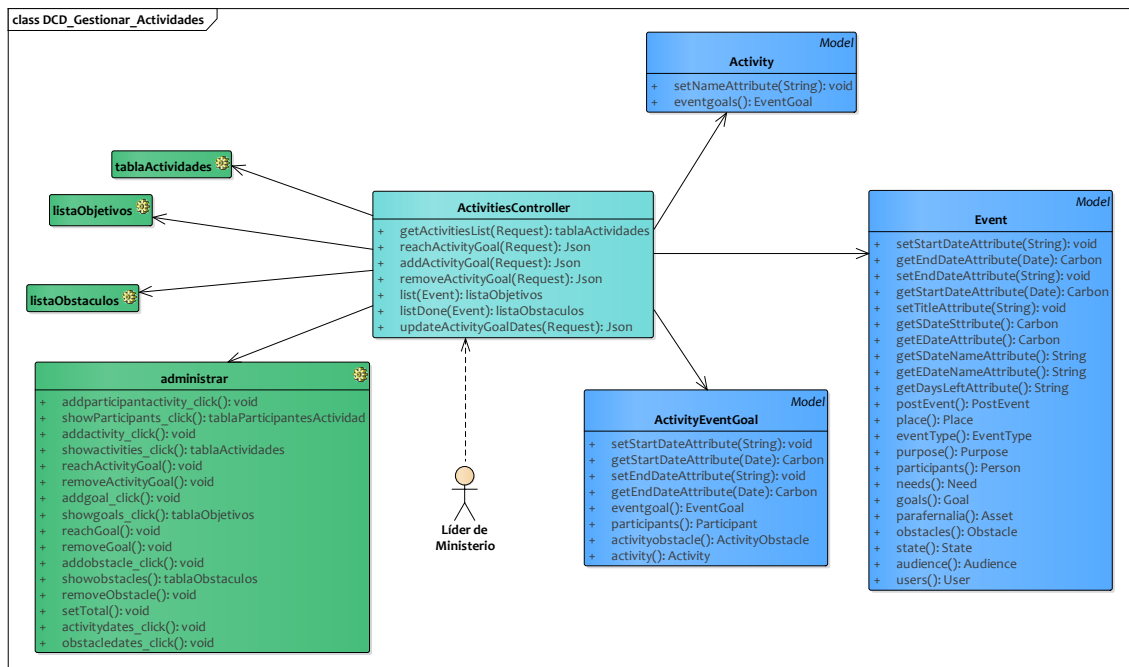 class DCD_Gestionar_Actividades
Model
Activity
+ setNameAttribute(String): void
+ eventgoals(): EventGoal
tablaActividades
listaObjetivos
listaObstaculos
ActivitiesController
+ getActivitiesList(Request): tablaActividades
+ reachActivityGoal(Request): Json
+ addActivityGoal(Request): Json
+ removeActivityGoal(Request): Json
+ list(Event): listaObjetivos
+ listDone(Event): listaObstaculos
+ updateActivityGoalDates(Request): Json
Model
Event
+ setStartDateAttribute(String): void
+ getEndDateAttribute(Date): Carbon
+ setEndDateAttribute(String): void
+ getStartDateAttribute(Date): Carbon
+ setTitleAttribute(String): void
+ getSDateSttribute(): Carbon
+ getEDateAttribute(): Carbon
+ getSDateNameAttribute(): String
+ getEDateNameAttribute(): String
+ getDaysLeftAttribute(): String
+ postEvent(): PostEvent
+ place(): Place
+ eventType(): EventType
+ purpose(): Purpose
+ participants(): Person
+ needs(): Need
+ goals(): Goal
+ parafernalia(): Asset
+ obstacles(): Obstacle
+ state(): State
+ audience(): Audience
+ users(): User
administrar
+ addparticipantactivity_click(): void
+ showParticipants_click(): tablaParticipantesActividad
+ addactivity_click(): void
+ showactivities_click(): tablaActividades
+ reachActivityGoal(): void
+ removeActivityGoal(): void
+ addgoal_click(): void
+ showgoals_click(): tablaObjetivos
+ reachGoal(): void
+ removeGoal(): void
+ addobstacle_click(): void
+ showobstacles(): tablaObstaculos
+ removeObstacle(): void
+ setTotal(): void
+ activitydates_click(): void
+ obstacledates_click(): void
Líder de
Ministerio
Model
ActivityEventGoal
+ setStartDateAttribute(String): void
+ getStartDateAttribute(Date): Carbon
+ setEndDateAttribute(String): void
+ getEndDateAttribute(Date): Carbon
+ eventgoal(): EventGoal
+ participants(): Participant
+ activityobstacle(): ActivityObstacle
+ activity(): Activity